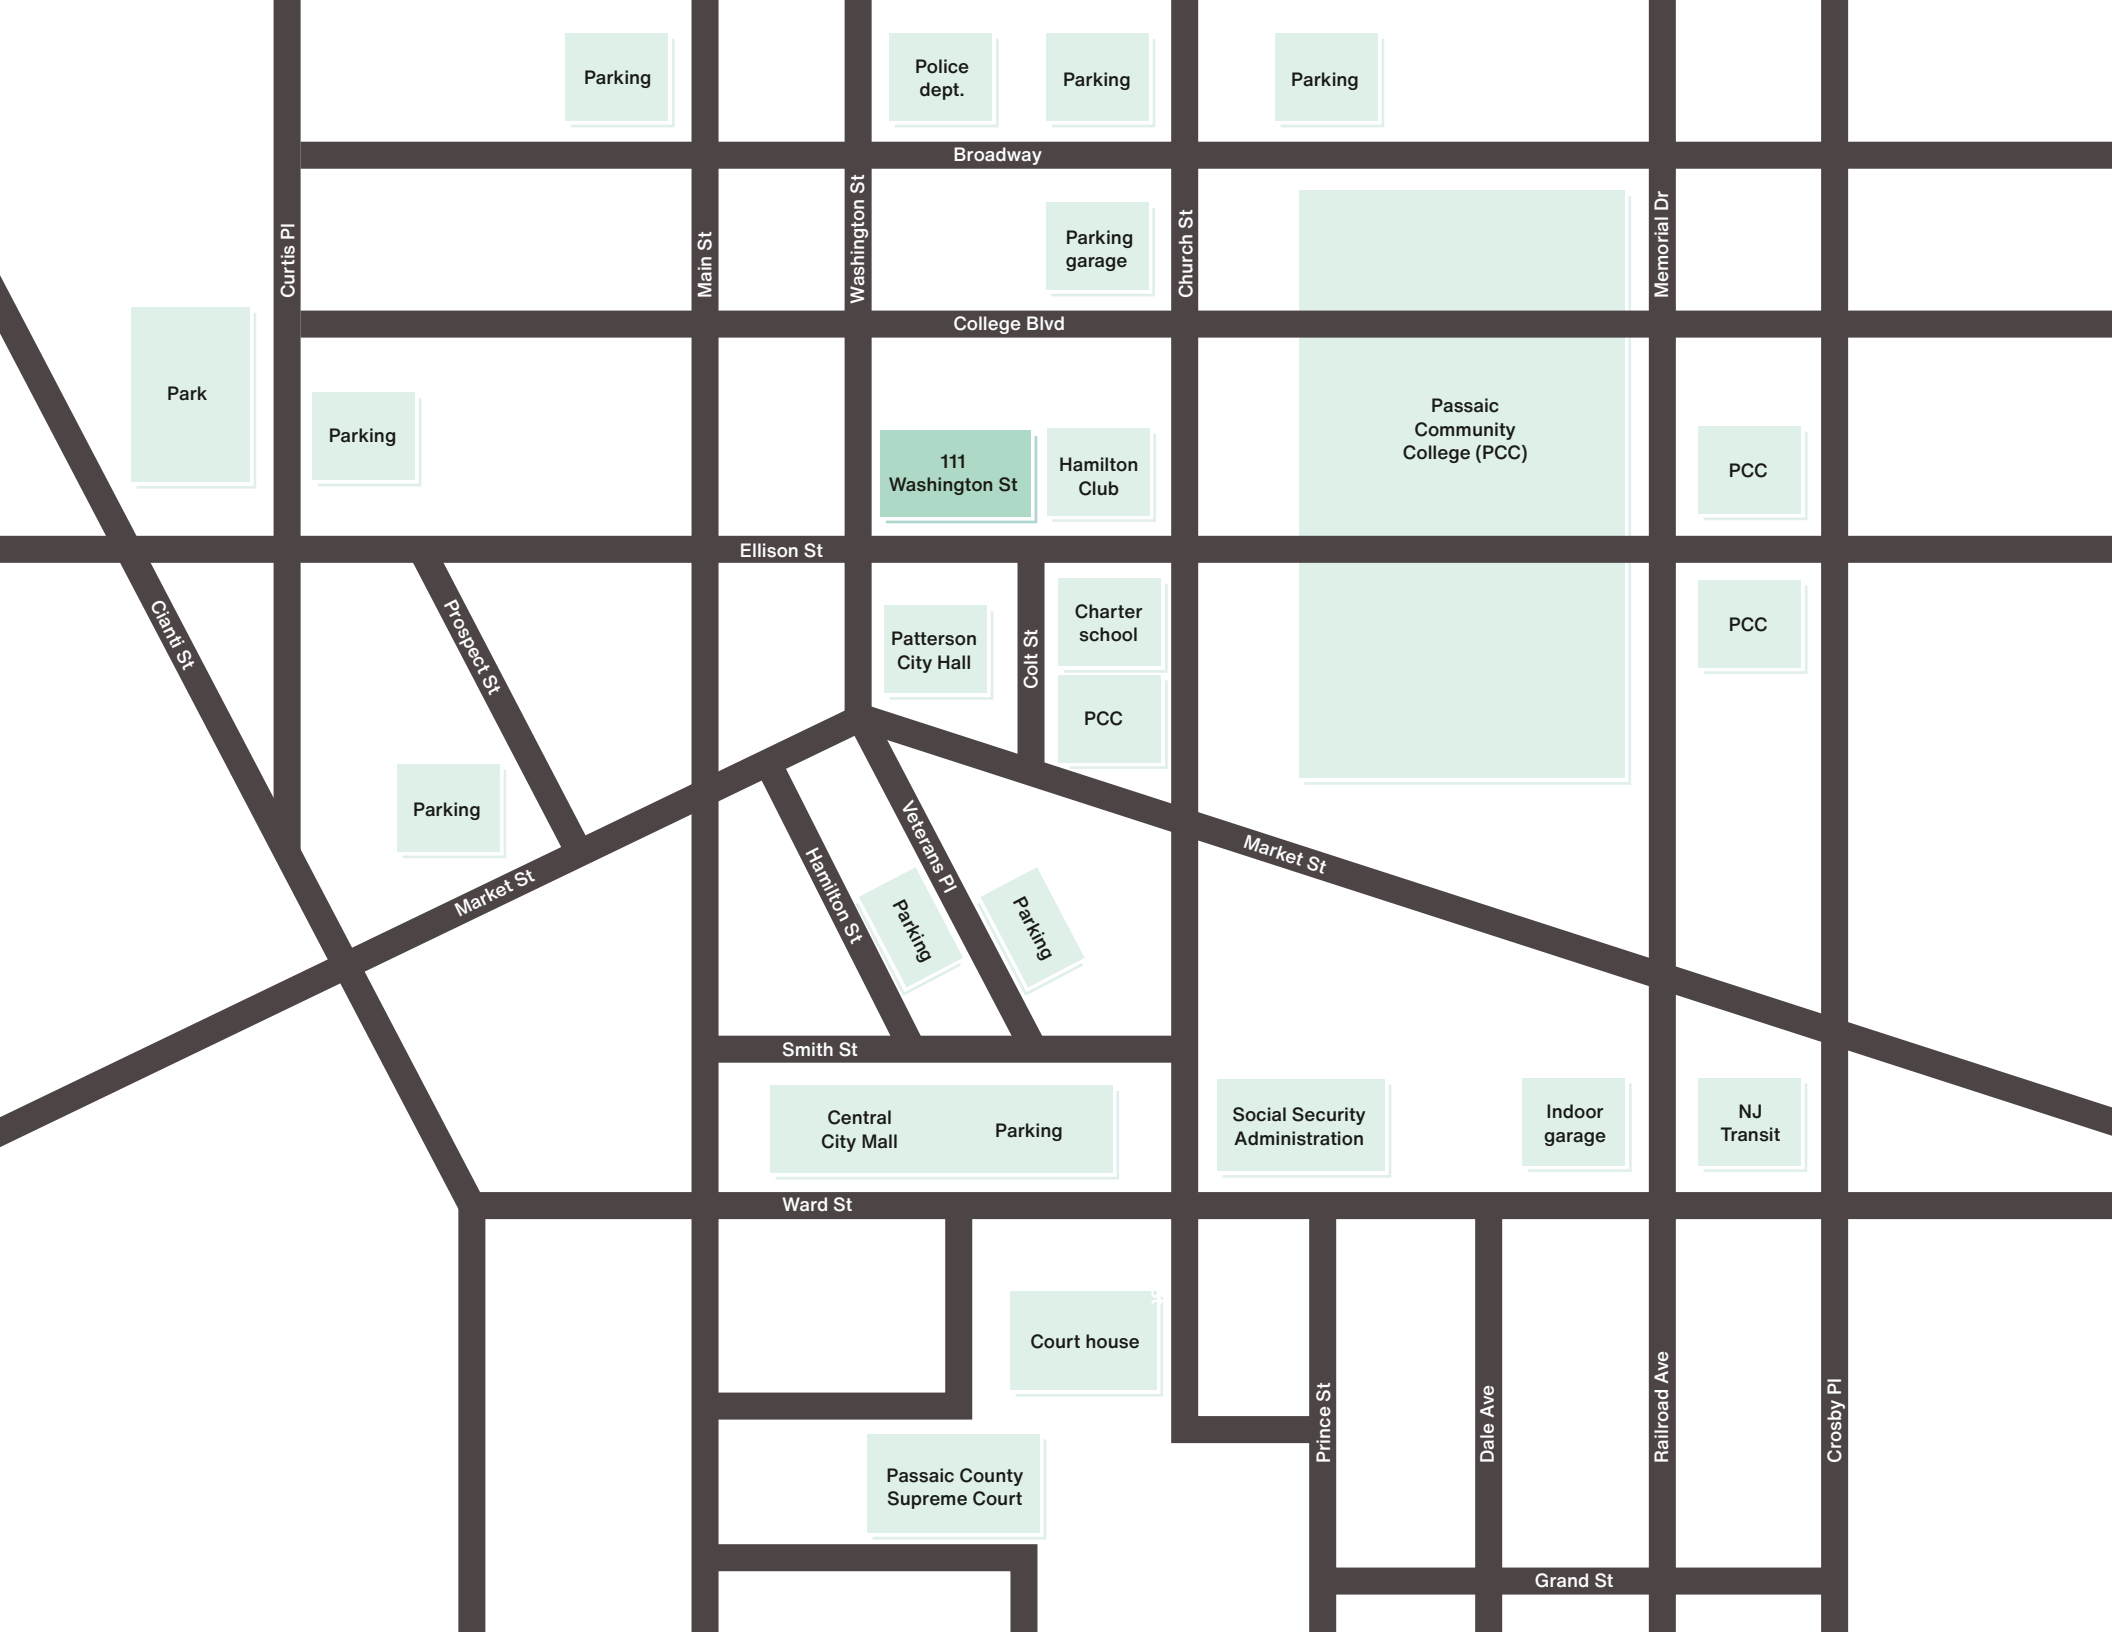 Parking
Police
dept.
Parking
Parking
Broadway
Curtis Pl
Main St
Washington St
Parking
garage
Church St
Memorial Dr
College Blvd
Park
Parking
111
Washington St
Hamilton
Club
Passaic
Community
College (PCC)
PCC
Ellison St
Cianti St
Prospect St
Patterson
City Hall
Colt St
Charter
school
PCC
PCC
Parking
Market St
Hamilton St
Parking
Veterans Pl
Parking
Market St
Smith St
Central
City Mall
Parking
Social Security
Administration
Indoor
garage
NJ
Transit
Ward St
Court house
Prince St
Dale Ave
Railroad Ave
Crosby Pl
Passaic County
Supreme Court
Grand St